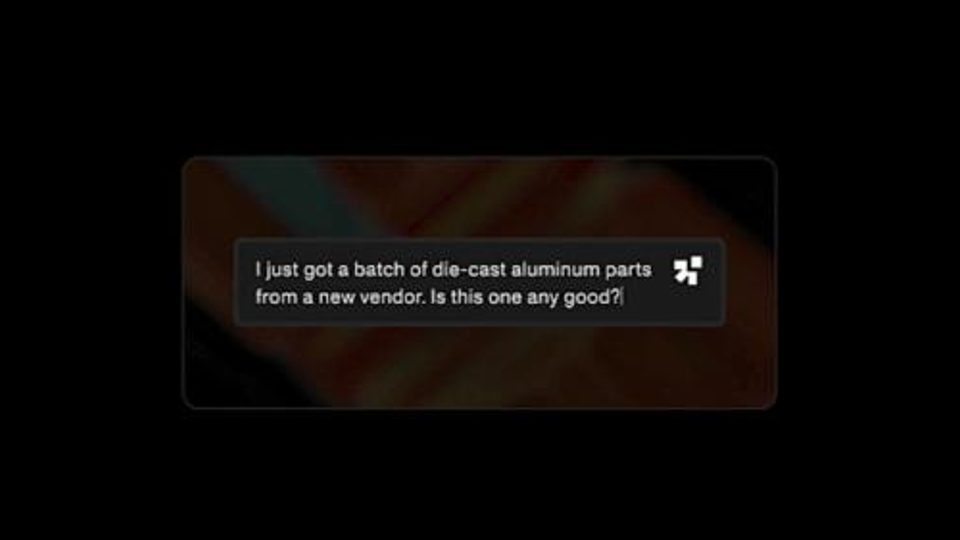 I just got a batch of die-cast aluminum parts
from a new vendor. Is this one any good?